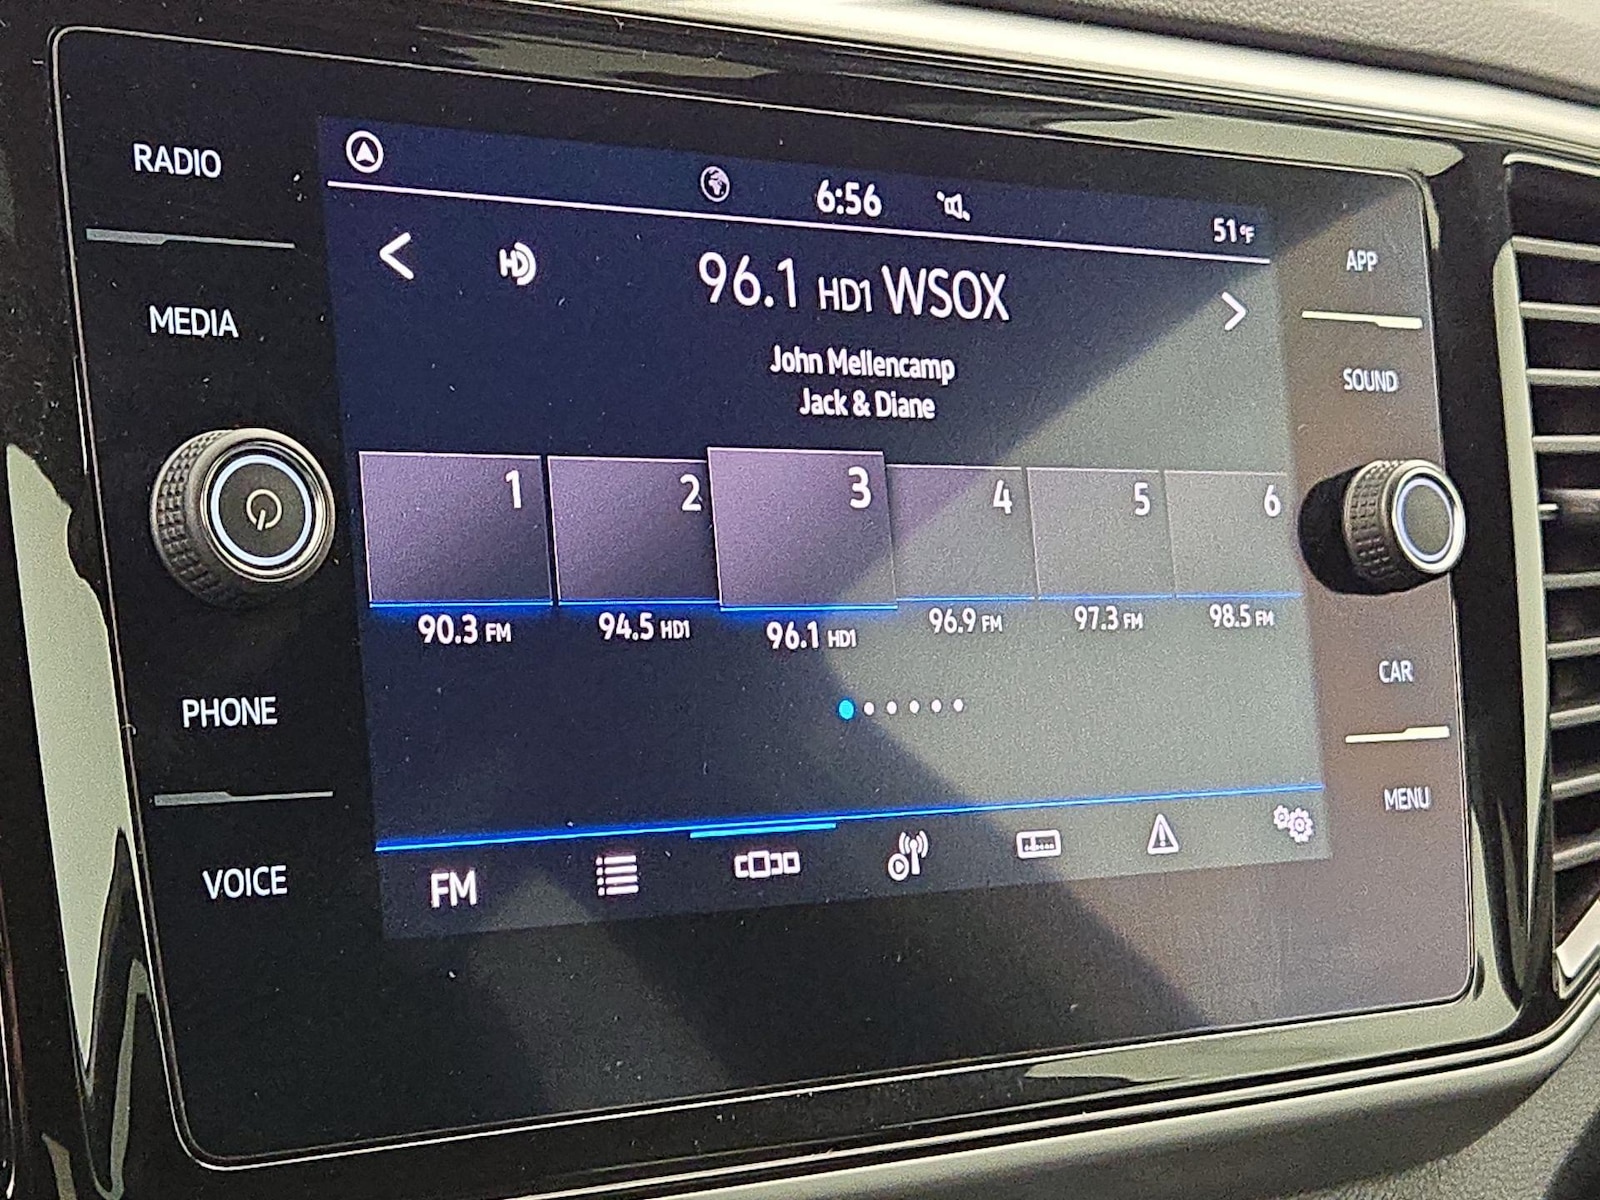 RADIO
MEDIA
PHONE
VOICE
6:56
51°F
HD
96.1 HD1 WSOX
John Mellencamp
Jack & Diane
1 2 3 4 5 6
90.3 FM 94.5 HD1 96.1 HD1 96.9 FM 97.3 FM 98.5 FM
FM
APP
SOUND
CAR
MENU